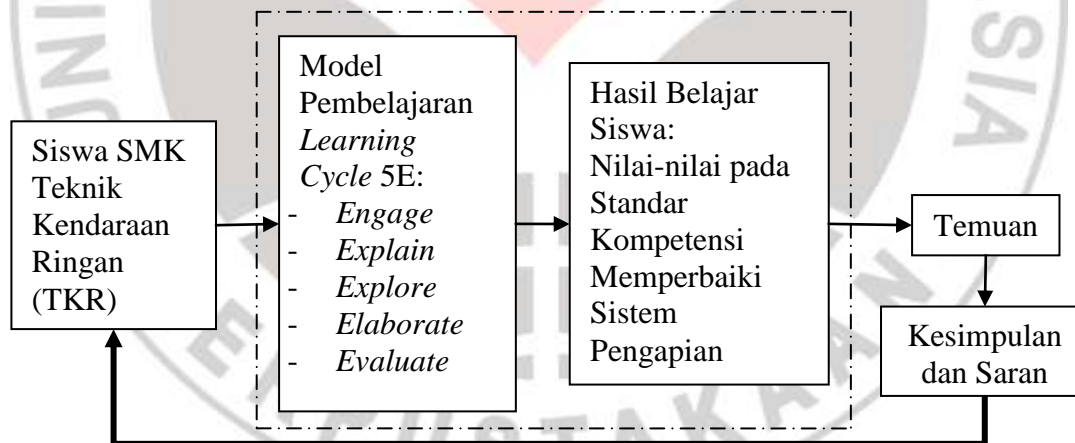 Siswa SMK
Teknik
Kendaraan
Ringan
(TKR)
Model
Pembelajaran
Learning
Cycle 5E:
- Engage
- Explain
- Explore
- Elaborate
- Evaluate
Hasil Belajar
Siswa:
Nilai-nilai pada
Standar
Kompetensi
Memperbaiki
Sistem
Pengapian
Temuan
Kesimpulan
dan Saran